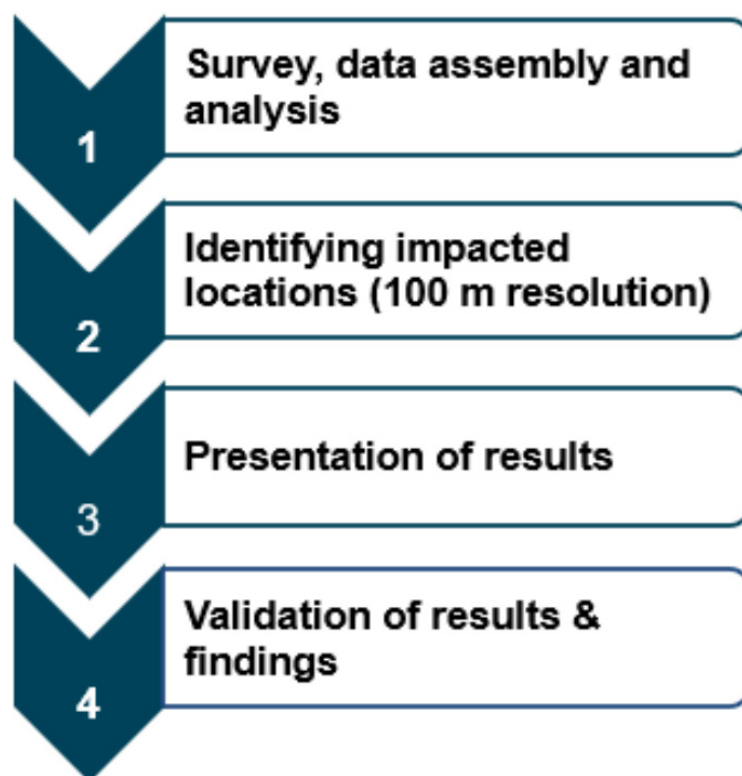 1
Survey, data assembly and
analysis
2
Identifying impacted
locations (100 m resolution)
3
Presentation of results
4
Validation of results &
findings